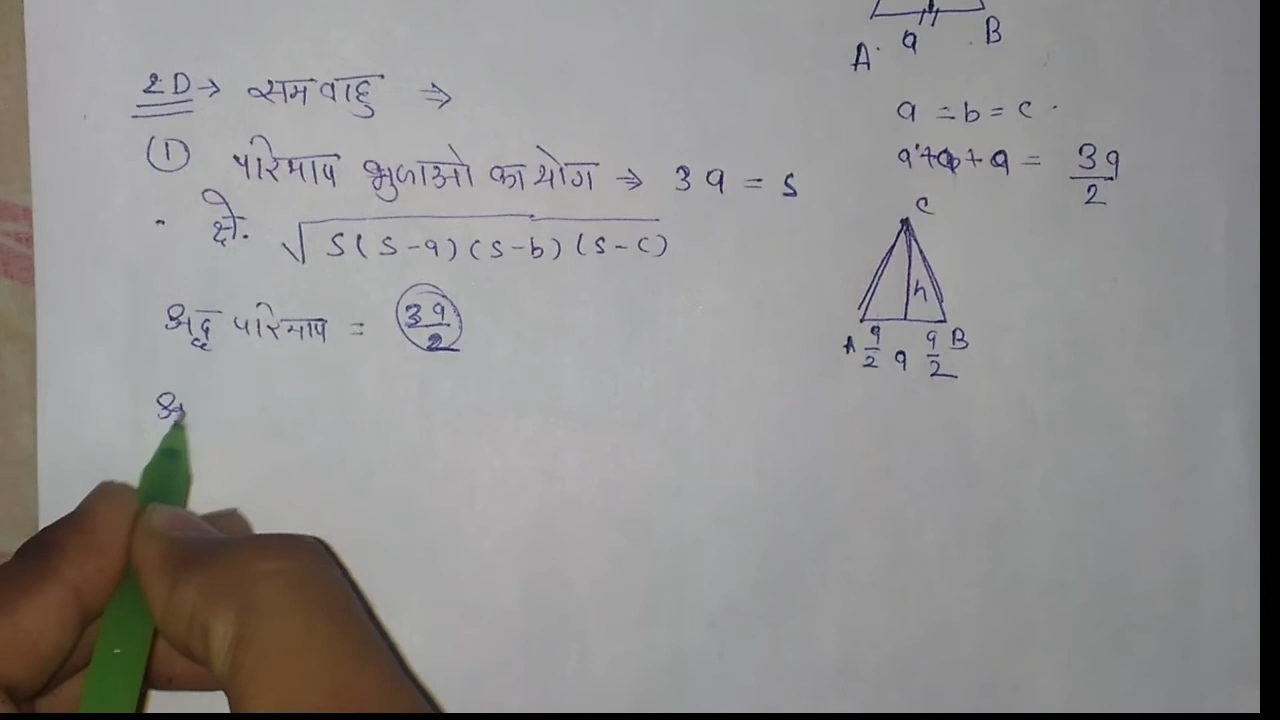 A a B
2D → समबाहु ⇒
a = b = c
① परिमाप भुजाओ का योग → 3a = s
a + a + a = 3a/2
क्षे. √s(s-a)(s-b)(s-c)
C
h
अर्द्ध परिमाप = 3a/2
A a/2 a a/2 B